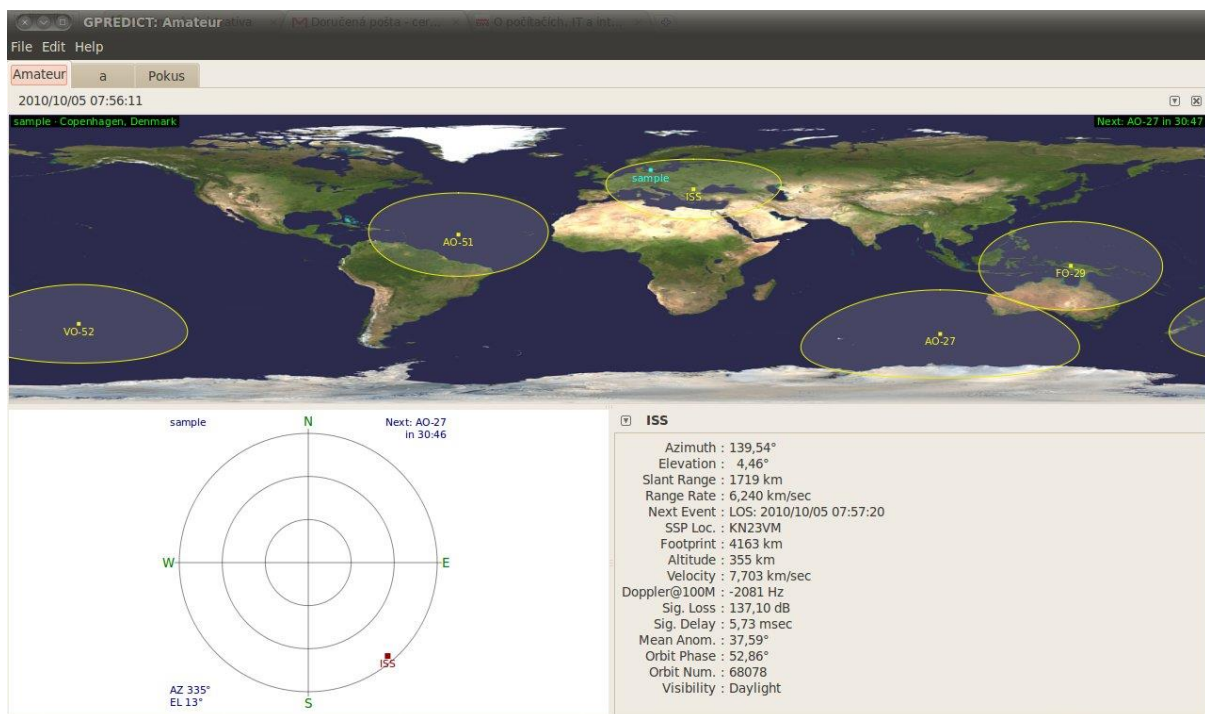 GPREDICT: Amateur
Doručená pošta - cer...
O počítačích, IT a int...
File Edit Help
Amateur a Pokus
2010/10/05 07:56:11
sample · Copenhagen, Denmark
Next: AO-27 in 30:47
sample
ISS
AO-51
FO-29
VO-52
AO-27
sample
N
Next: AO-27
in 30:46
W
E
ISS
AZ 335°
EL 13°
S
ISS
Azimuth : 139,54°
Elevation : 4,46°
Slant Range : 1719 km
Range Rate : 6,240 km/sec
Next Event : LOS: 2010/10/05 07:57:20
SSP Loc. : KN23VM
Footprint : 4163 km
Altitude : 355 km
Velocity : 7,703 km/sec
Doppler@100M : -2081 Hz
Sig. Loss : 137,10 dB
Sig. Delay : 5,73 msec
Mean Anom. : 37,59°
Orbit Phase : 52,86°
Orbit Num. : 68078
Visibility : Daylight